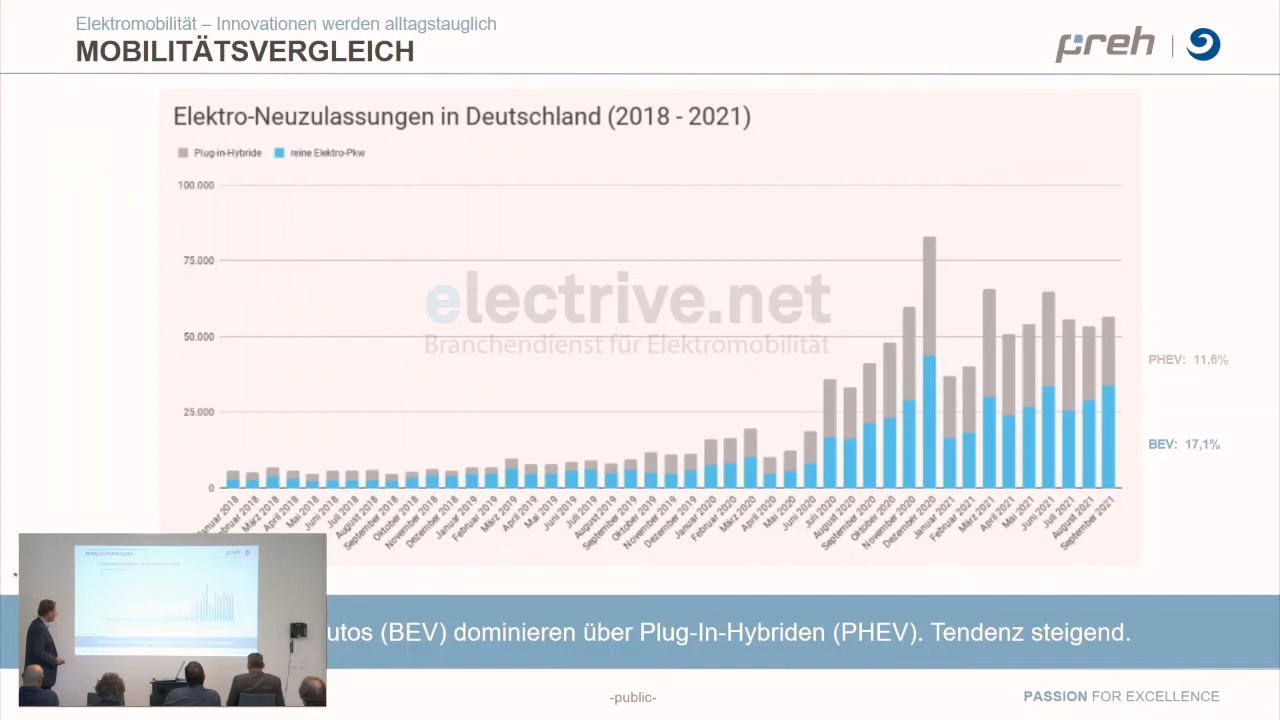 Elektromobilität – Innovationen werden alltagstauglich
MOBILITÄTSVERGLEICH
preh
Elektro-Neuzulassungen in Deutschland (2018 - 2021)
Plug-in-Hybride
reine Elektro-Pkw
100.000
75.000
50.000
25.000
0
electrive.net
Branchendienst für Elektromobilität
PHEV: 11,6%
BEV: 17,1%
März 2018
April 2018
Mai 2018
Juni 2018
Juli 2018
August 2018
September 2018
Oktober 2018
November 2018
Dezember 2018
Januar 2019
Februar 2019
März 2019
April 2019
Mai 2019
Juni 2019
Juli 2019
August 2019
September 2019
Oktober 2019
November 2019
Dezember 2019
Januar 2020
Februar 2020
März 2020
April 2020
Mai 2020
Juni 2020
Juli 2020
August 2020
September 2020
Oktober 2020
November 2020
Dezember 2020
Januar 2021
Februar 2021
März 2021
April 2021
Mai 2021
Juni 2021
Juli 2021
August 2021
September 2021
*
utos (BEV) dominieren über Plug-In-Hybriden (PHEV). Tendenz steigend.
-public-
PASSION FOR EXCELLENCE